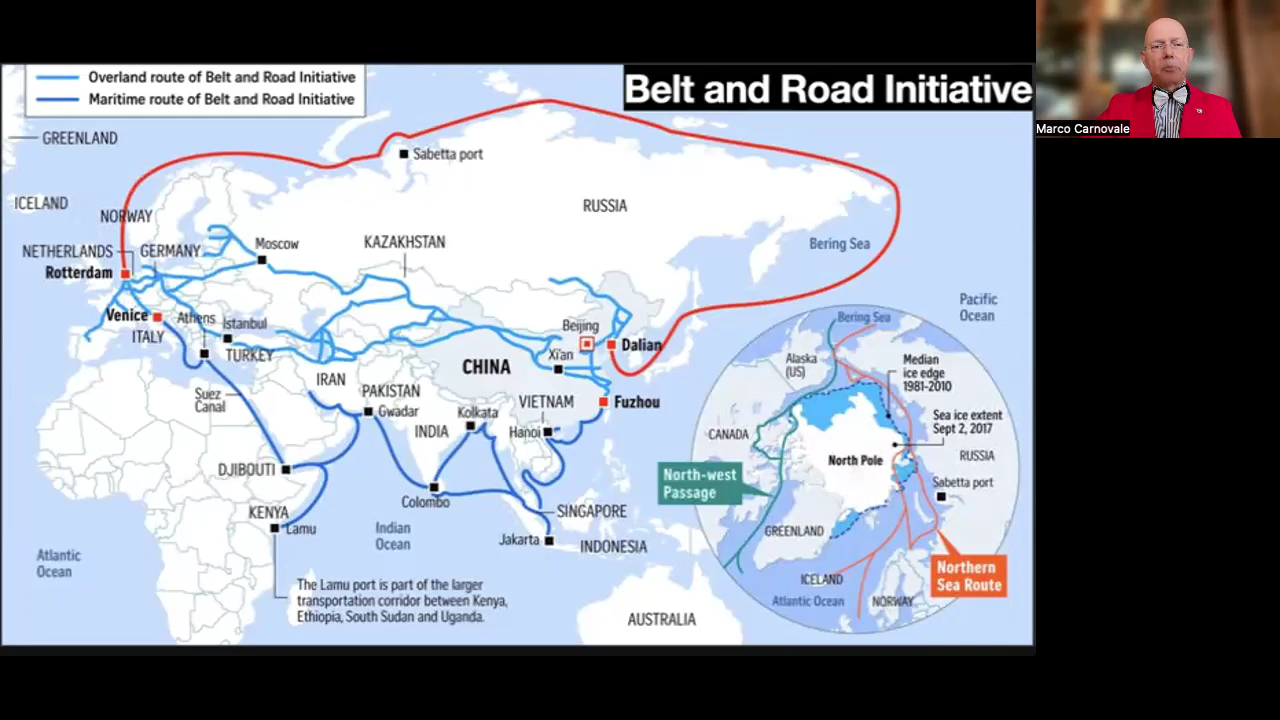 Overland route of Belt and Road Initiative
Maritime route of Belt and Road Initiative
Belt and Road Initiative
Marco Carnovale
GREENLAND
Sabetta port
ICELAND
NORWAY
RUSSIA
NETHERLANDS
GERMANY
Moscow
KAZAKHSTAN
Bering Sea
Rotterdam
Pacific
Ocean
Venice
Athens
Istanbul
Beijing
ITALY
TURKEY
Xi'an
Dalian
CHINA
IRAN
PAKISTAN
Suez
Canal
Gwadar
Kolkata
VIETNAM
Fuzhou
INDIA
Hanoi
DJIBOUTI
Colombo
KENYA
Lamu
Indian
Ocean
SINGAPORE
Jakarta
INDONESIA
Atlantic
Ocean
The Lamu port is part of the larger
transportation corridor between Kenya,
Ethiopia, South Sudan and Uganda.
AUSTRALIA
Bering Sea
Alaska
(US)
Median
ice edge
1981-2010
Sea ice extent
Sept 2, 2017
CANADA
North Pole
RUSSIA
North-west
Passage
Sabetta port
GREENLAND
Northern
Sea Route
ICELAND
Atlantic Ocean
NORWAY